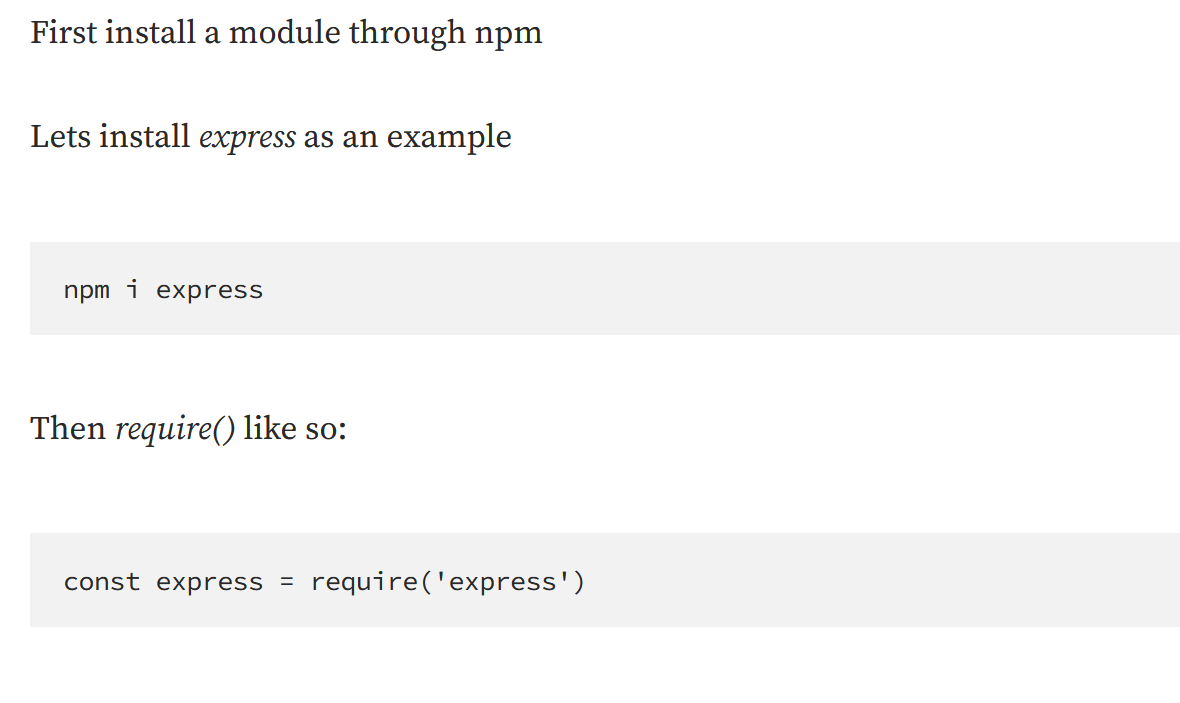 First install a module through npm
Lets install express as an example
npm i express
Then require() like so:
const express = require('express')